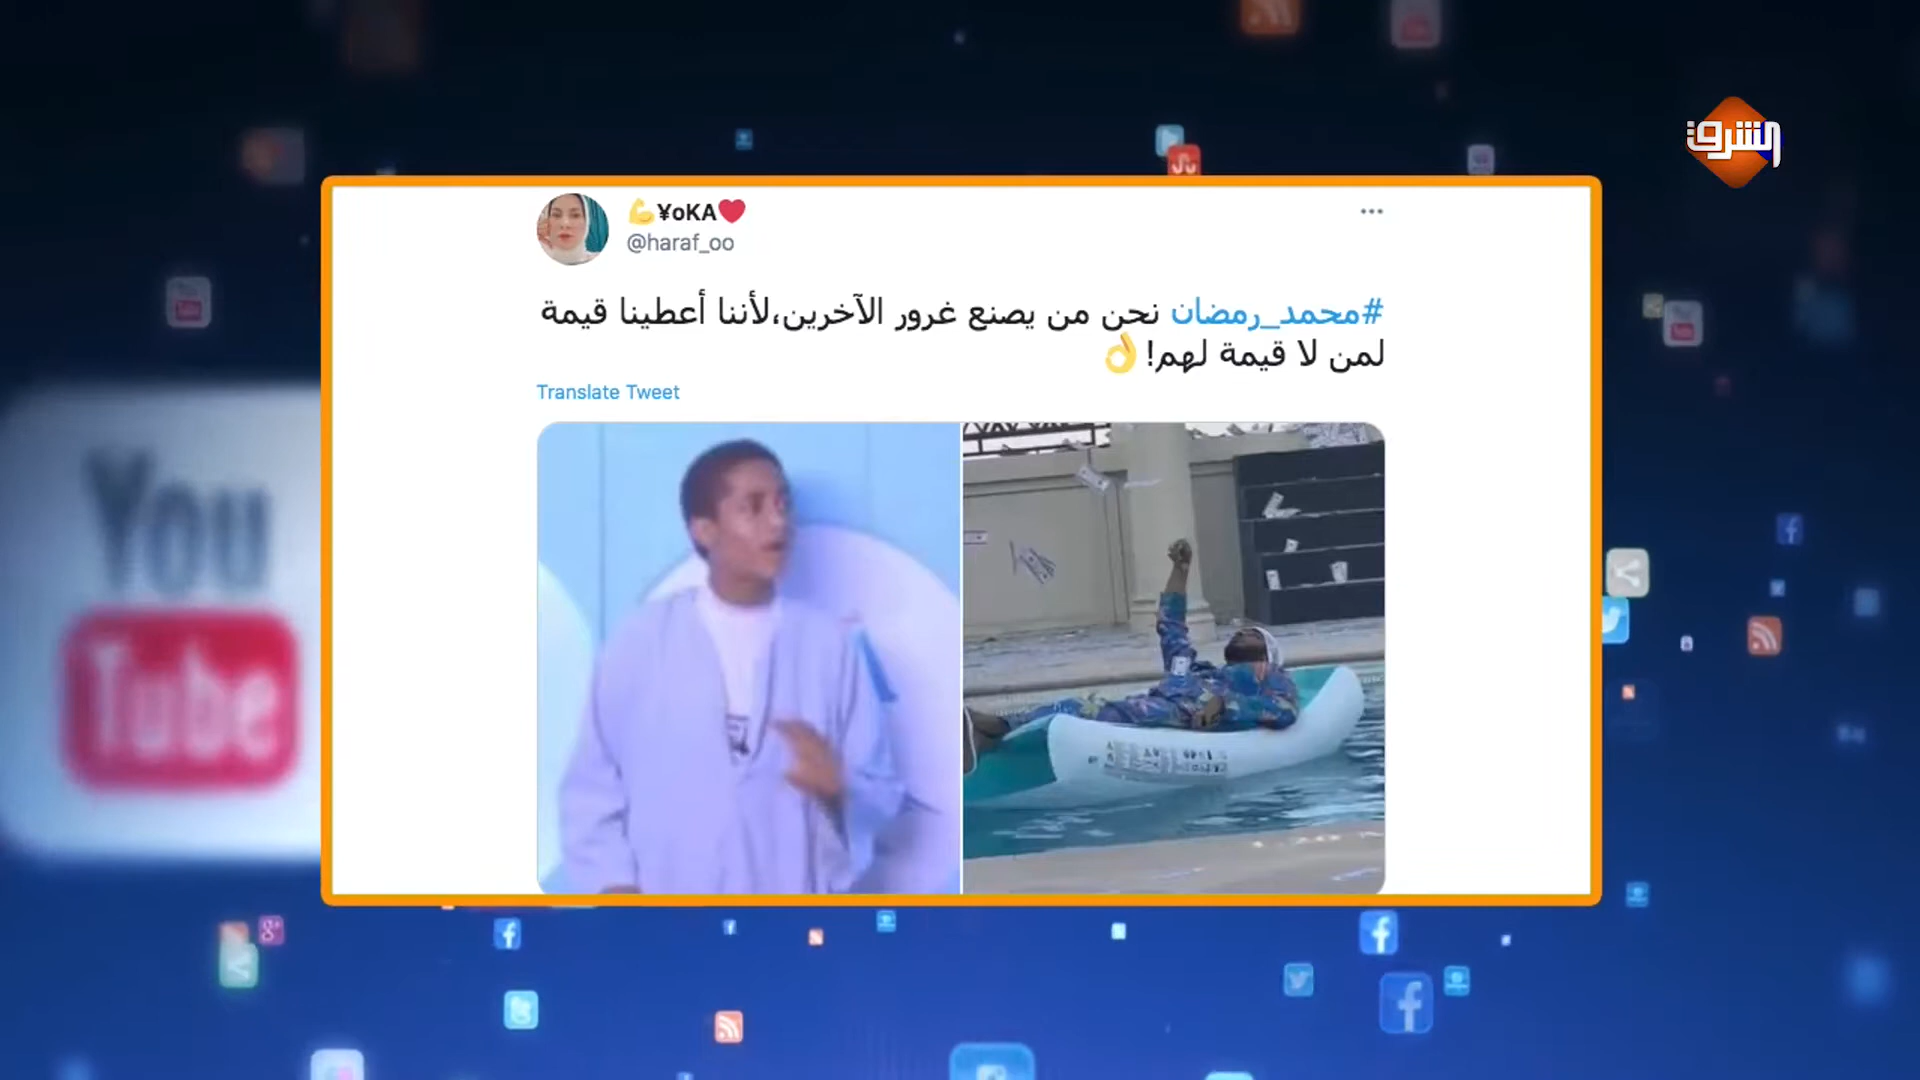 الشرق
💪¥oKA❤️
@haraf_oo
#محمد_رمضان نحن من يصنع غرور الآخرين،لأننا أعطينا قيمة
لمن لا قيمة لهم!👌
Translate Tweet
You
Tube